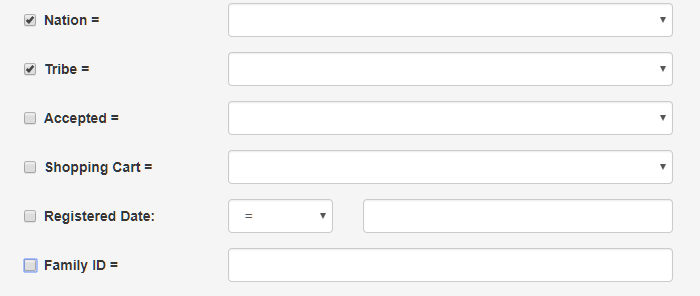 Nation =
Tribe =
Accepted =
Shopping Cart =
Registered Date: =
Family ID =